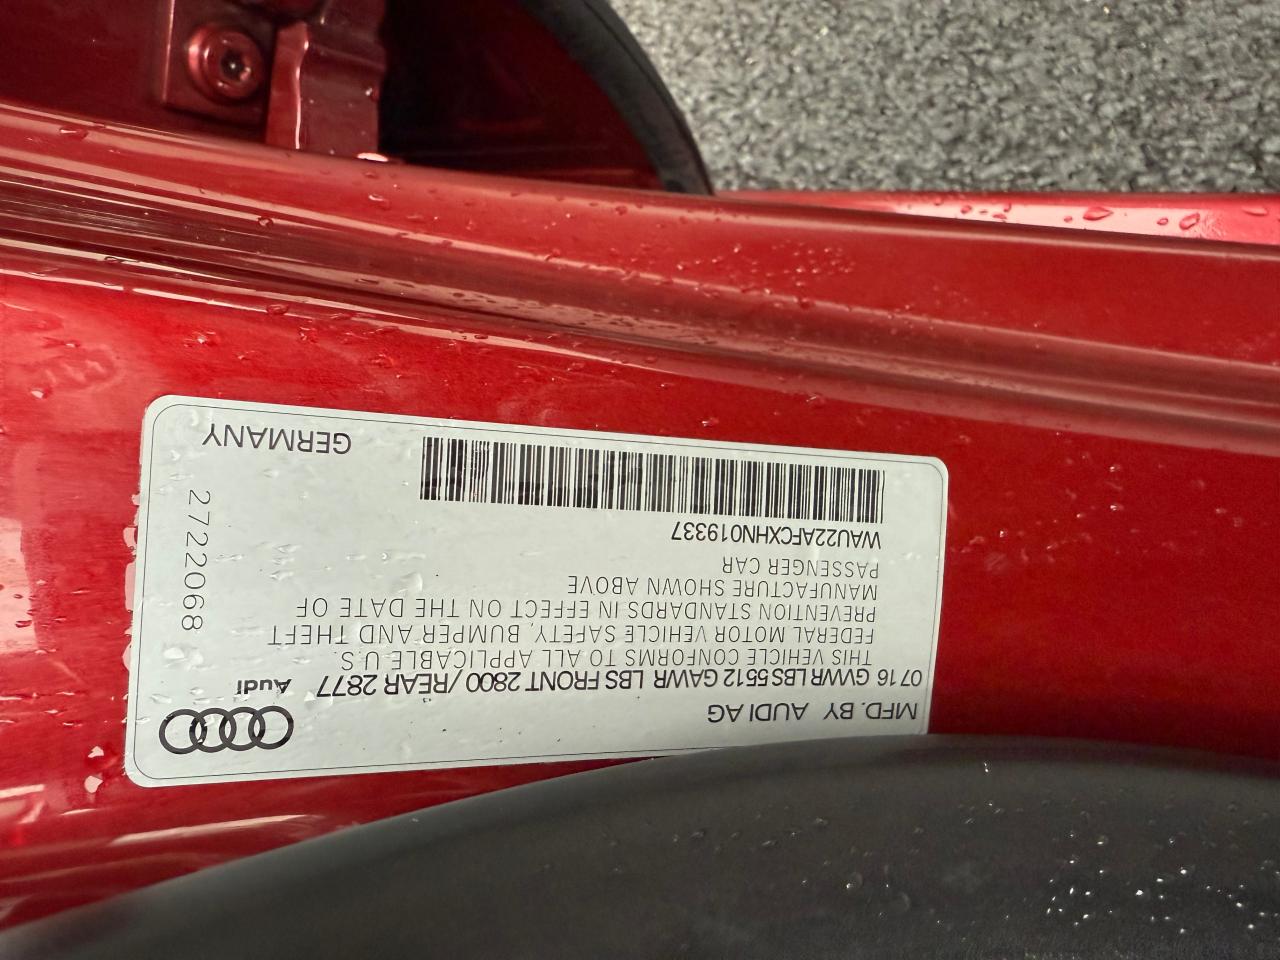 MFD. BY AUDI AG
07 16 GVWR LBS 5512 GAWR LBS FRONT 2800 / REAR 2877
THIS VEHICLE CONFORMS TO ALL APPLICABLE U.S.
FEDERAL MOTOR VEHICLE SAFETY, BUMPER AND THEFT
PREVENTION STANDARDS IN EFFECT ON THE DATE OF
MANUFACTURE SHOWN ABOVE
PASSENGER CAR
WAU22AFCXHN019337
Audi
2722068
GERMANY